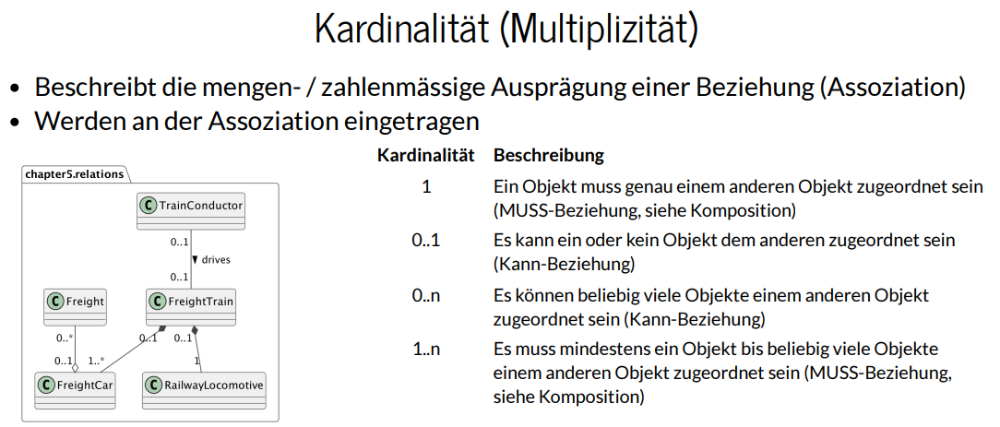 Kardinalität (Multiplizität)
• Beschreibt die mengen- / zahlenmässige Ausprägung einer Beziehung (Assoziation)
• Werden an der Assoziation eingetragen
chapter5.relations
C TrainConductor
0..1
drives
0..1
C Freight
C FreightTrain
0..*
0..1
0..1
0..1
1..*
1
C FreightCar
C RailwayLocomotive
Kardinalität Beschreibung
1 Ein Objekt muss genau einem anderen Objekt zugeordnet sein
(MUSS-Beziehung, siehe Komposition)
0..1 Es kann ein oder kein Objekt dem anderen zugeordnet sein
(Kann-Beziehung)
0..n Es können beliebig viele Objekte einem anderen Objekt
zugeordnet sein (Kann-Beziehung)
1..n Es muss mindestens ein Objekt bis beliebig viele Objekte
einem anderen Objekt zugeordnet sein (MUSS-Beziehung,
siehe Komposition)